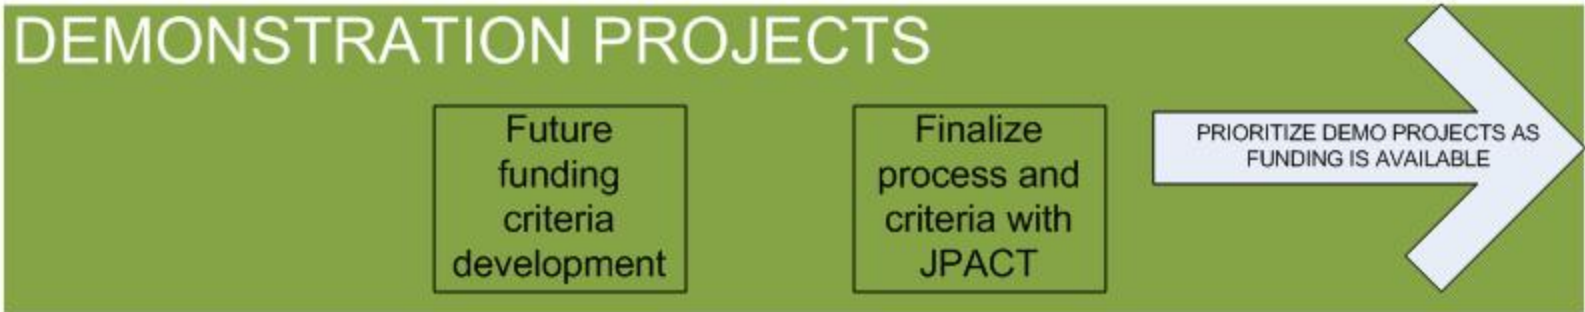 DEMONSTRATION PROJECTS
Future
funding
criteria
development
Finalize
process and
criteria with
JPACT
PRIORITIZE DEMO PROJECTS AS
FUNDING IS AVAILABLE